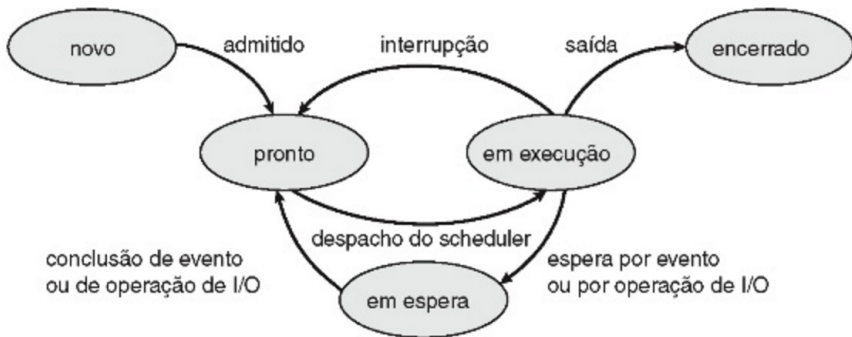 novo
admitido
interrupção
saída
encerrado
pronto
em execução
despacho do scheduler
conclusão de evento
ou de operação de I/O
espera por evento
ou por operação de I/O
em espera